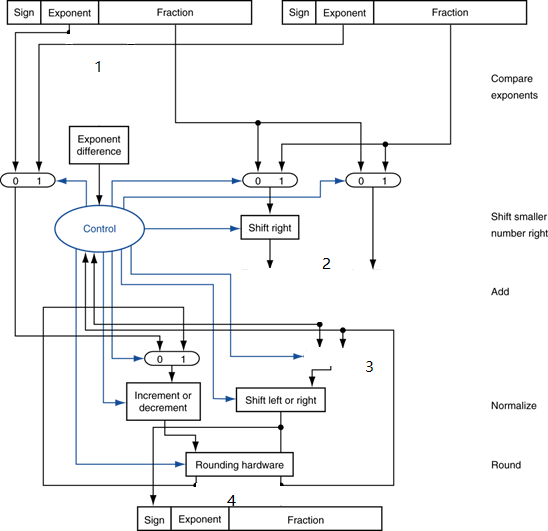 Sign Exponent Fraction Sign Exponent Fraction
1
Compare
exponents
Exponent
difference
0 1 0 1 0 1
Control
Shift right
Shift smaller
number right
2
Add
0 1
3
Increment or
decrement
Shift left or right
Normalize
Rounding hardware
Round
4
Sign Exponent Fraction